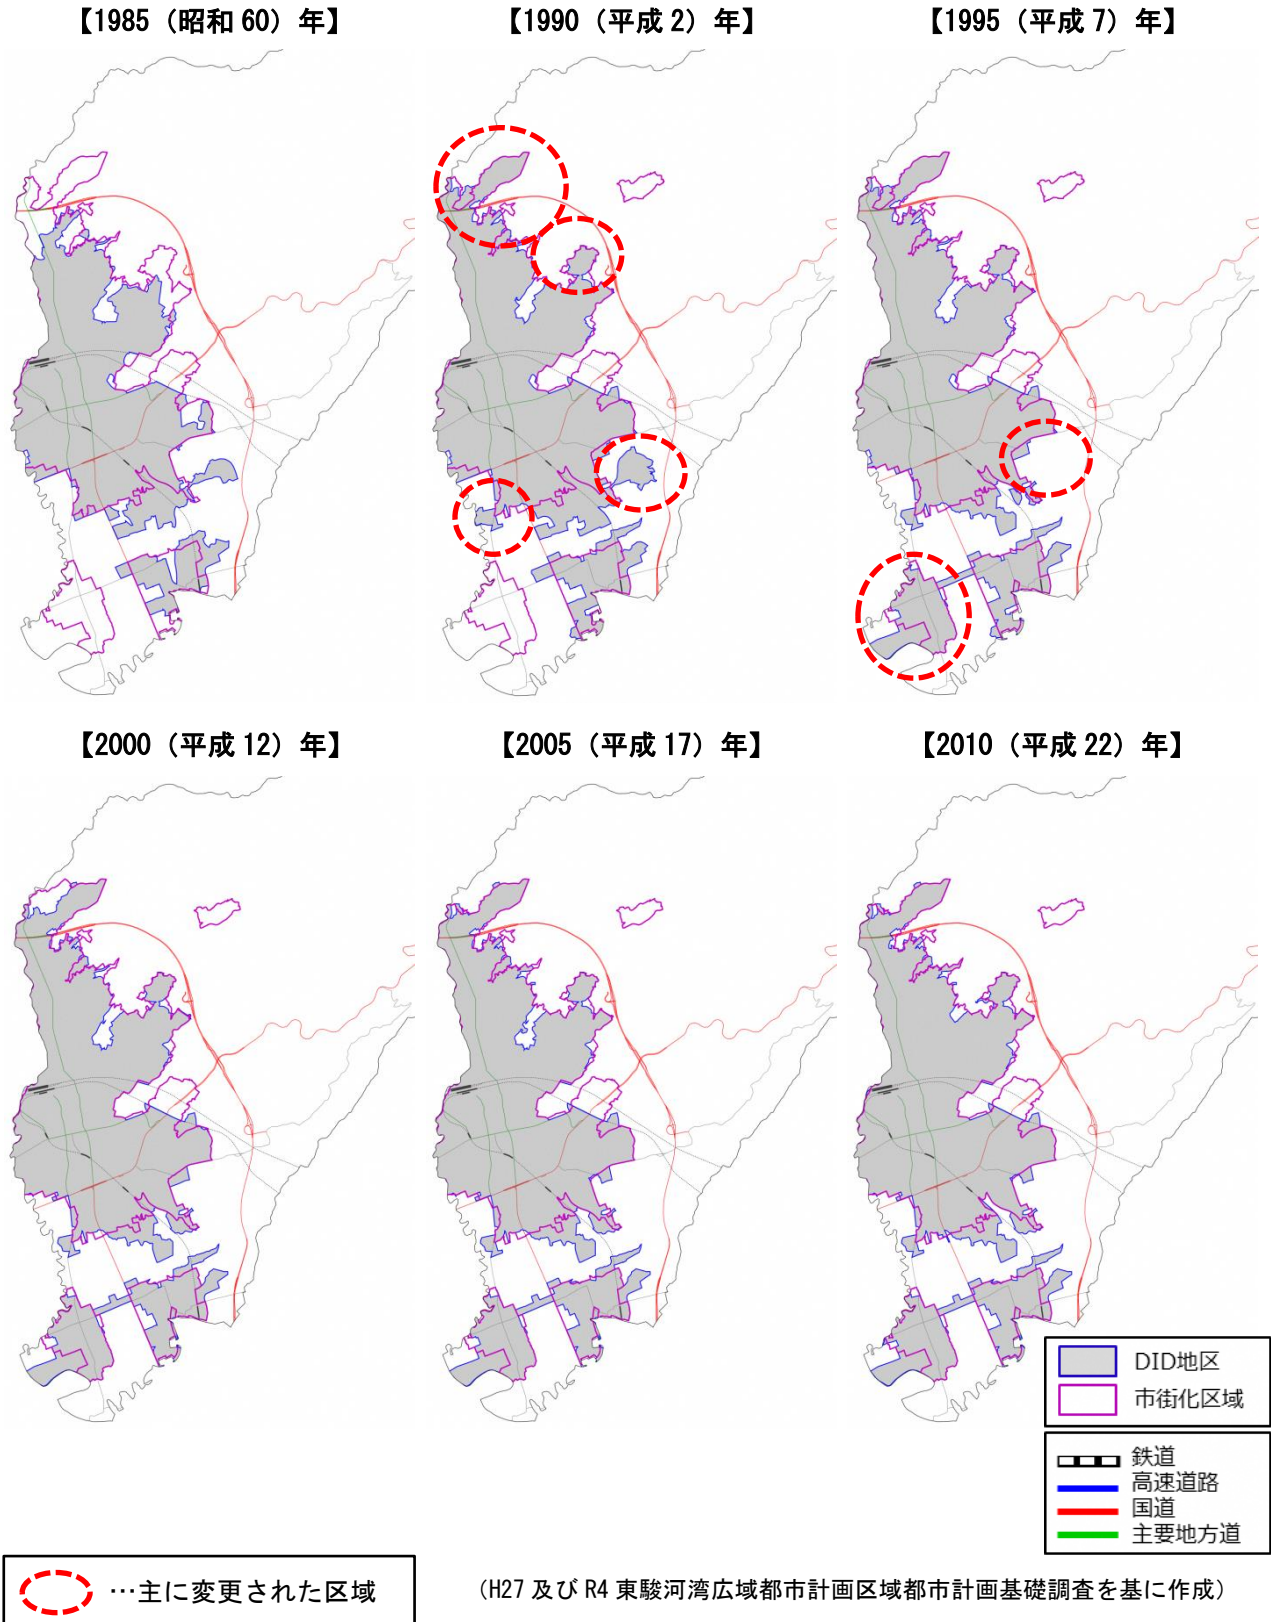 【1985（昭和 60）年】
【1990（平成 2）年】
【1995（平成 7）年】
【2000（平成 12）年】
【2005（平成 17）年】
【2010（平成 22）年】
DID地区
市街化区域
鉄道
高速道路
国道
主要地方道
…主に変更された区域
（H27 及び R4 東駿河湾広域都市計画区域都市計画基礎調査を基に作成）